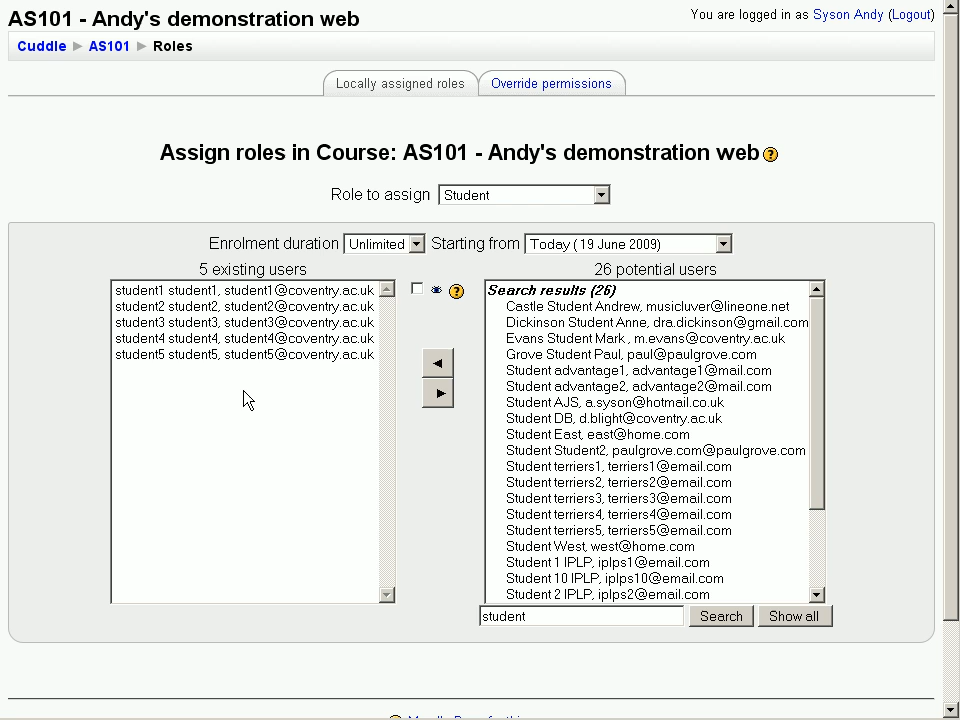 AS101 - Andy's demonstration web
You are logged in as Syson Andy (Logout)
Cuddle ► AS101 ► Roles
Locally assigned roles
Override permissions
Assign roles in Course: AS101 - Andy's demonstration web
Role to assign Student
Enrolment duration Unlimited Starting from Today (19 June 2009)
5 existing users
student1 student1, student1@coventry.ac.uk
student2 student2, student2@coventry.ac.uk
student3 student3, student3@coventry.ac.uk
student4 student4, student4@coventry.ac.uk
student5 student5, student5@coventry.ac.uk
26 potential users
Search results (26)
Castle Student Andrew, musicluver@lineone.net
Dickinson Student Anne, dra.dickinson@gmail.com
Evans Student Mark , m.evans@coventry.ac.uk
Grove Student Paul, paul@paulgrove.com
Student advantage1, advantage1@mail.com
Student advantage2, advantage2@mail.com
Student AJS, a.syson@hotmail.co.uk
Student DB, d.blight@coventry.ac.uk
Student East, east@home.com
Student Student2, paulgrove.com@paulgrove.com
Student terriers1, terriers1@email.com
Student terriers2, terriers2@email.com
Student terriers3, terriers3@email.com
Student terriers4, terriers4@email.com
Student terriers5, terriers5@email.com
Student West, west@home.com
Student 1 IPLP, iplps1@email.com
Student 10 IPLP, iplps10@email.com
Student 2 IPLP, iplps2@email.com
student
Search
Show all